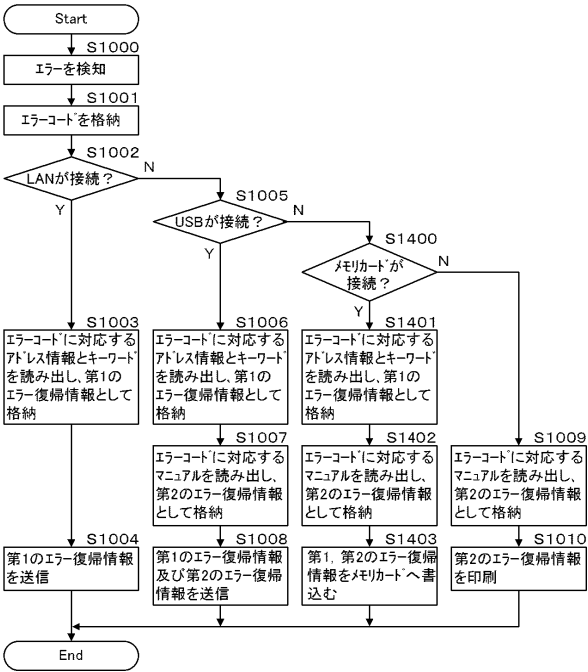 Start
S1000
ｴﾗｰを検知
S1001
ｴﾗｰｺｰﾄﾞを格納
S1002
LANが接続？
N
Y
S1005
USBが接続？
N
Y
S1400
ﾒﾓﾘｶｰﾄﾞが
接続？
N
Y
S1003
ｴﾗｰｺｰﾄﾞに対応する
ｱﾄﾞﾚｽ情報とｷｰﾜｰﾄﾞ
を読み出し、第1の
ｴﾗｰ復帰情報として
格納
S1006
ｴﾗｰｺｰﾄﾞに対応する
ｱﾄﾞﾚｽ情報とｷｰﾜｰﾄﾞ
を読み出し、第1の
ｴﾗｰ復帰情報として
格納
S1401
ｴﾗｰｺｰﾄﾞに対応する
ｱﾄﾞﾚｽ情報とｷｰﾜｰﾄﾞ
を読み出し、第1の
ｴﾗｰ復帰情報として
格納
S1007
ｴﾗｰｺｰﾄﾞに対応する
ﾏﾆｭｱﾙを読み出し、
第2のｴﾗｰ復帰情報
として格納
S1402
ｴﾗｰｺｰﾄﾞに対応する
ﾏﾆｭｱﾙを読み出し、
第2のｴﾗｰ復帰情報
として格納
S1009
ｴﾗｰｺｰﾄﾞに対応する
ﾏﾆｭｱﾙを読み出し、
第2のｴﾗｰ復帰情報
として格納
S1004
第1のｴﾗｰ復帰情報
を送信
S1008
第1のｴﾗｰ復帰情報
及び第2のｴﾗｰ復帰
情報を送信
S1403
第1，第2のｴﾗｰ復帰
情報をﾒﾓﾘｶｰﾄﾞへ書
込む
S1010
第2のｴﾗｰ復帰情報
を印刷
End